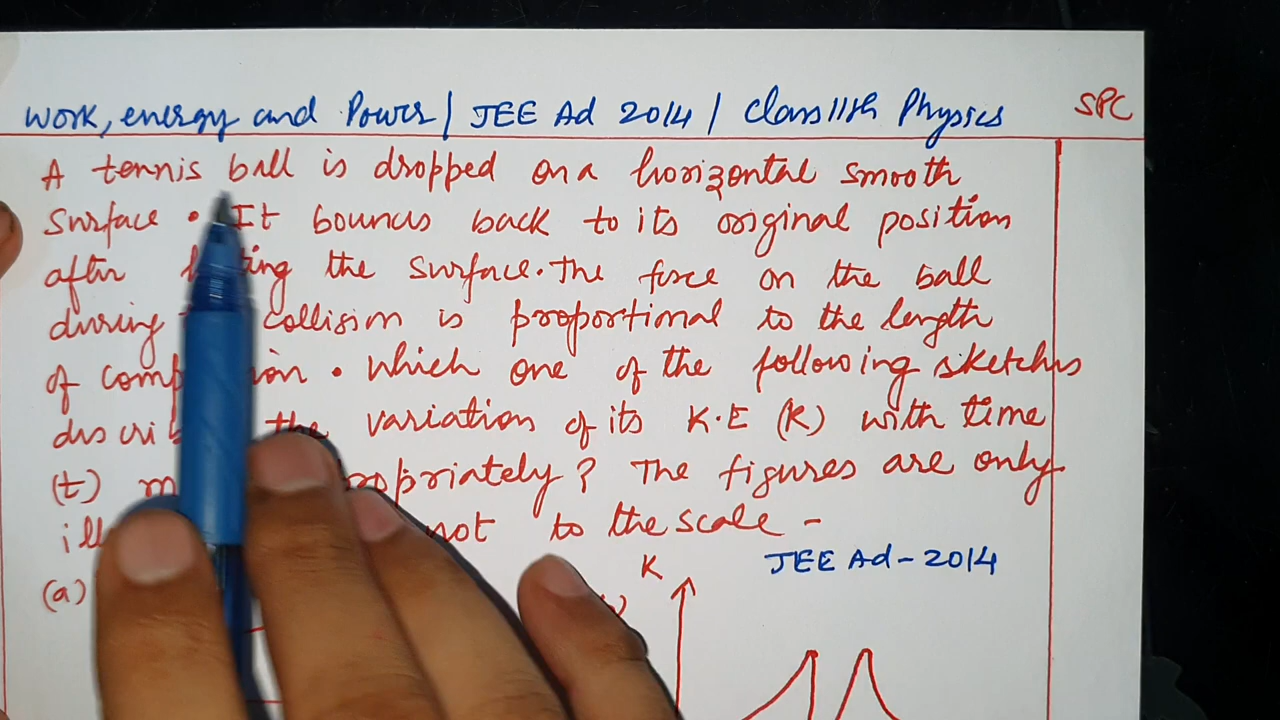 Work, energy and Power | JEE Ad 2014 | Class 11th Physics
SPC
A tennis ball is dropped on a horizontal smooth
surface. It bouncs back to its original position
after the surface. The force on the ball
during collision is proportional to the length
of . Which one of the following sketches
the variation of its K.E (K) with time
(t) ? The figures are only
not to the scale -
JEE Ad - 2014
(a)
K